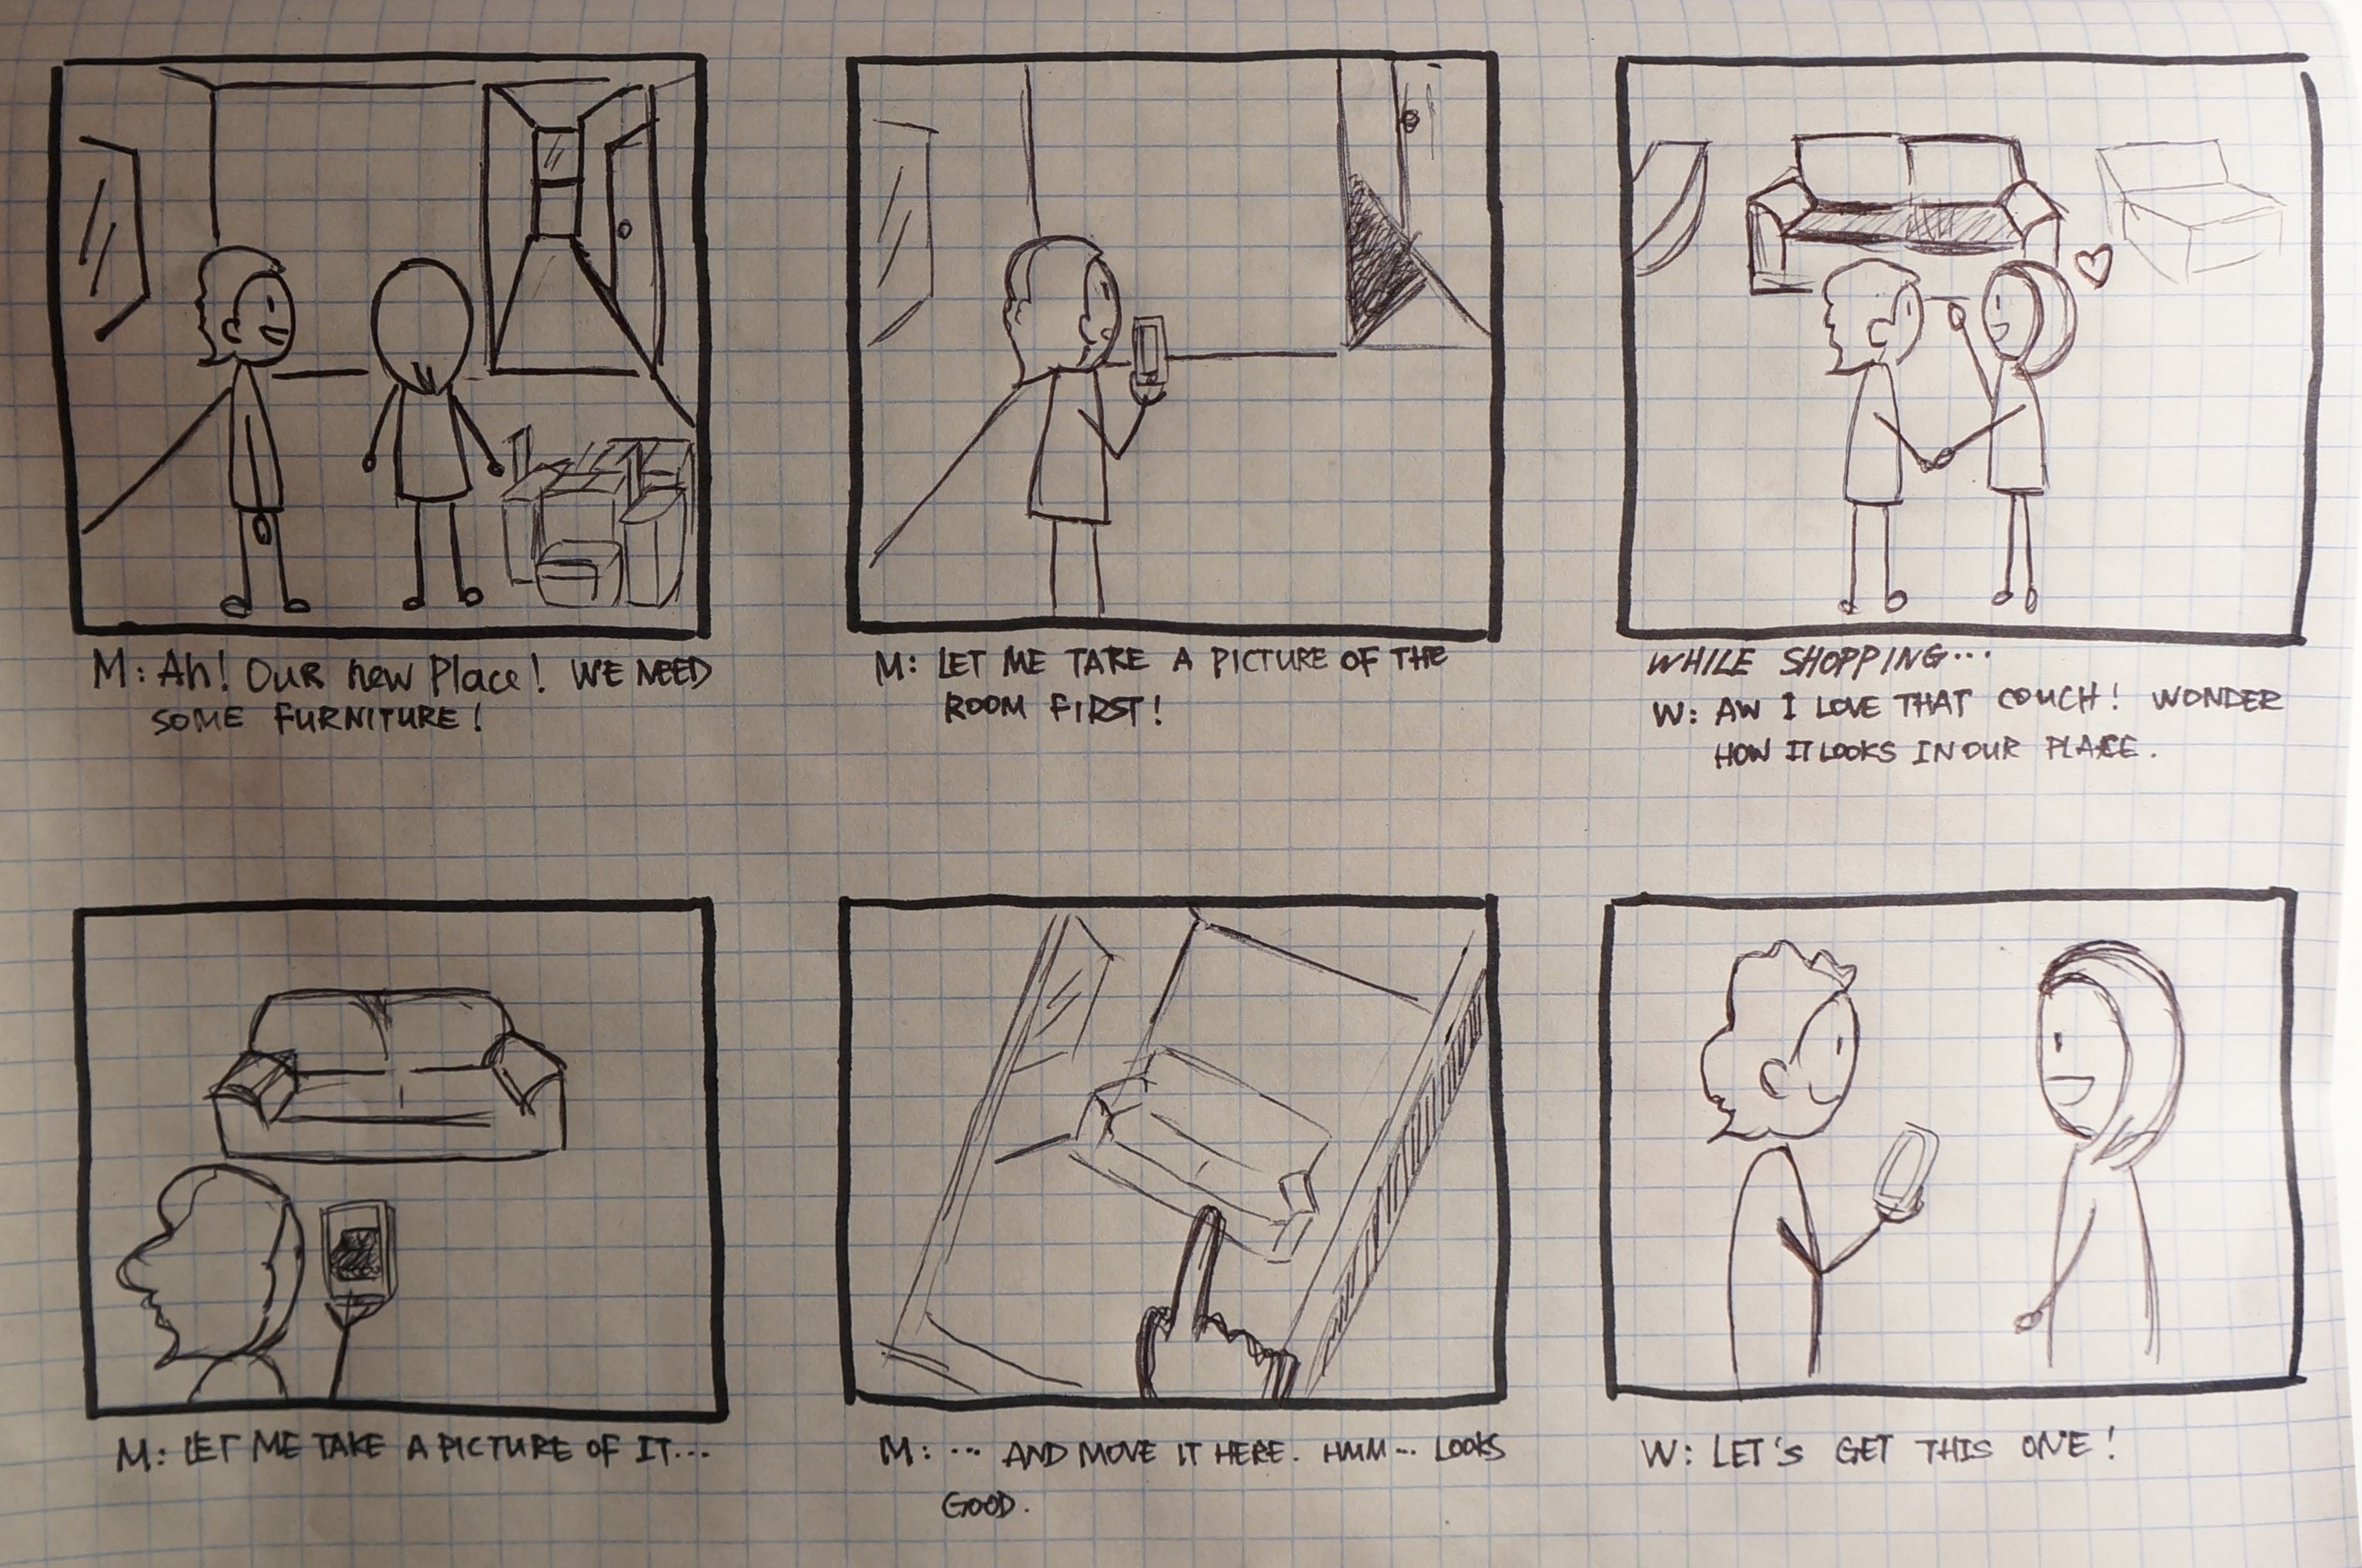 M: Ah! Our new Place! WE NEED
SOME FURNITURE!
M: LET ME TAKE A PICTURE OF THE
ROOM FIRST!
WHILE SHOPPING...
W: AW I LOVE THAT COUCH! WONDER
HOW IT LOOKS IN OUR PLACE.
M: LET ME TAKE A PICTURE OF IT...
M: ... AND MOVE IT HERE. HMM... LOOKS
GOOD.
W: LET'S GET THIS ONE!